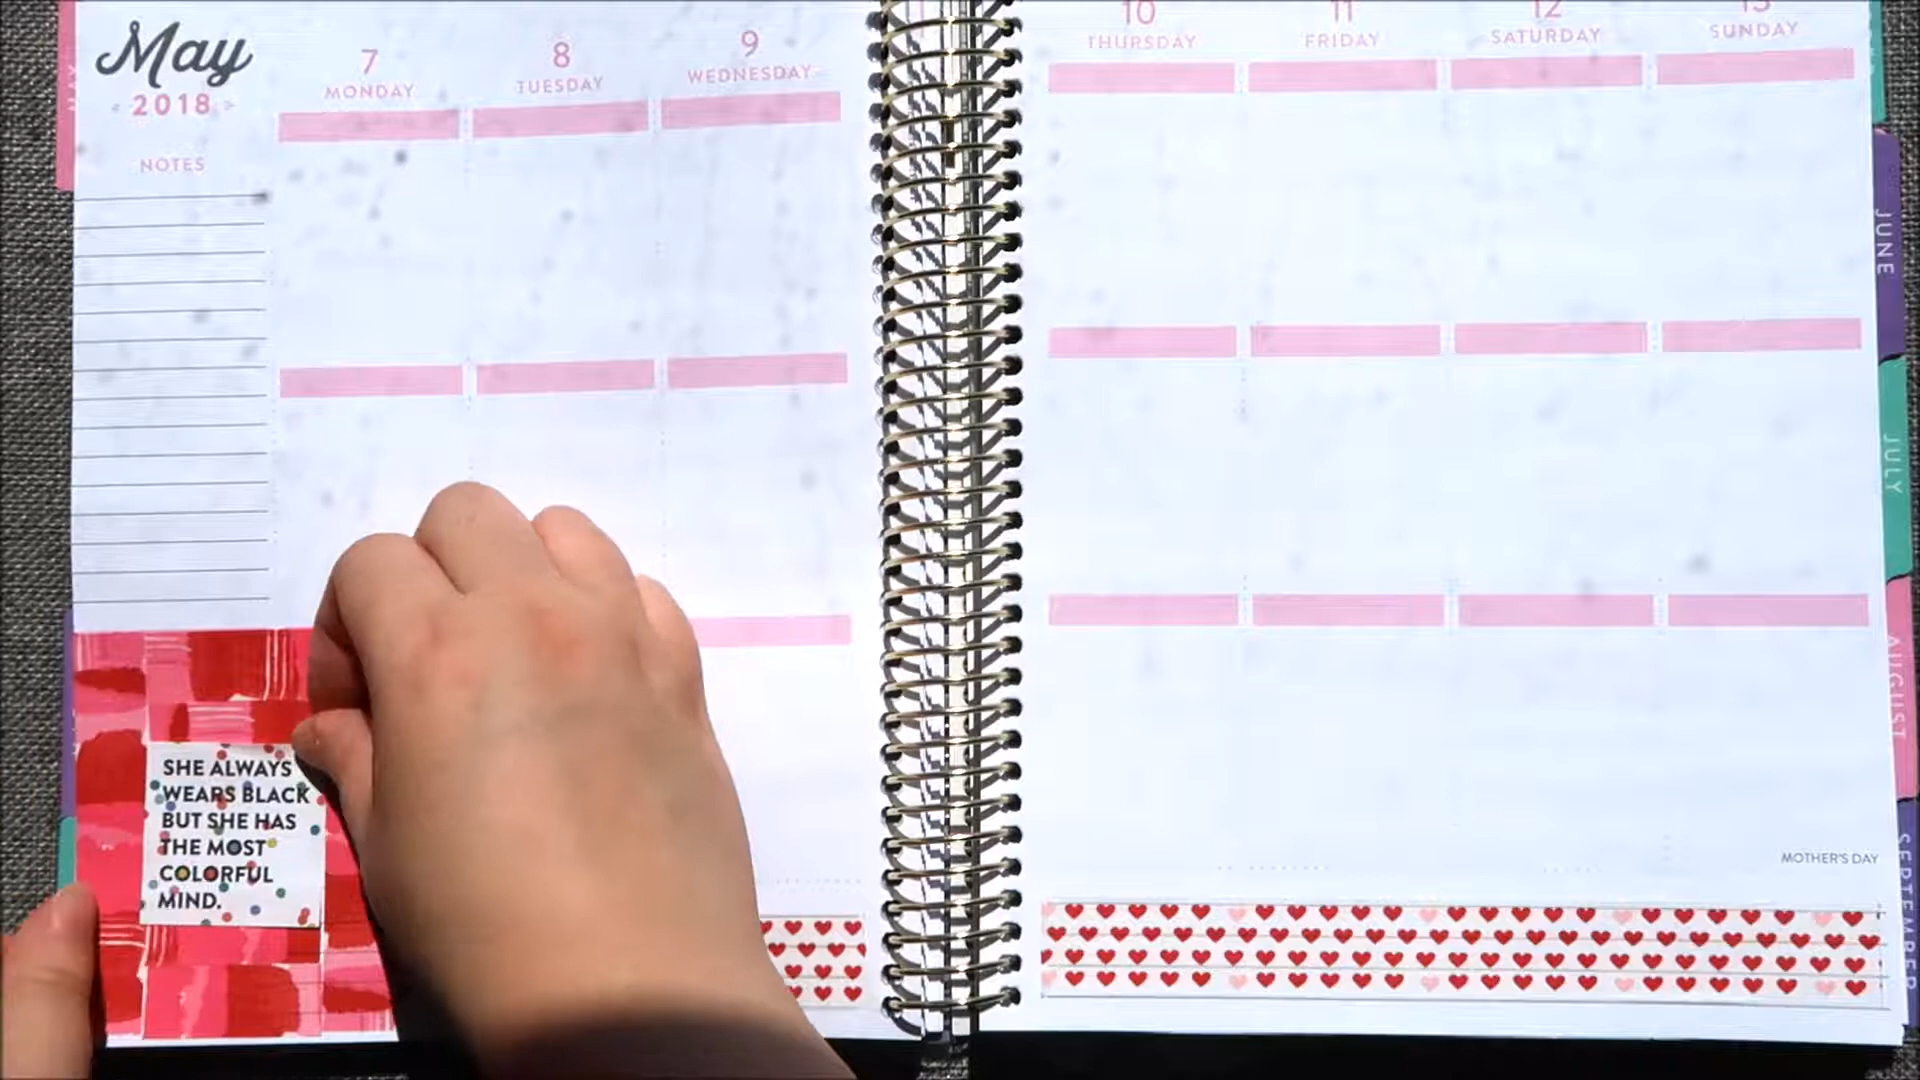 May
2018
NOTES
7
MONDAY
8
TUESDAY
9
WEDNESDAY
10
THURSDAY
11
FRIDAY
12
SATURDAY
13
SUNDAY
JUNE
JULY
AUGUST
SEPTEMBER
SHE ALWAYS
WEARS BLACK
BUT SHE HAS
THE MOST
COLORFUL
MIND.
MOTHER'S DAY